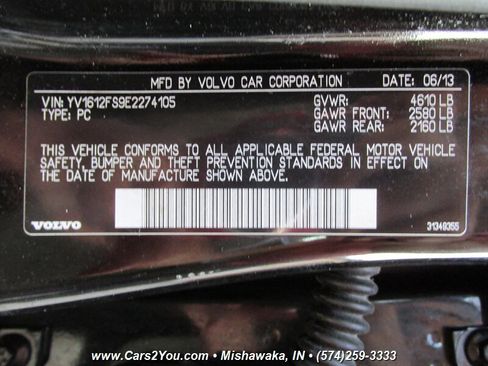 MFD BY VOLVO CAR CORPORATION DATE: 06/13
VIN: YV1612FS9E2274105 GVWR: 4610 LB
TYPE: PC GAWR FRONT: 2580 LB
GAWR REAR: 2160 LB
THIS VEHICLE CONFORMS TO ALL APPLICABLE FEDERAL MOTOR VEHICLE
SAFETY, BUMPER AND THEFT PREVENTION STANDARDS IN EFFECT ON
THE DATE OF MANUFACTURE SHOWN ABOVE.
VOLVO 31349355
www.Cars2You.com - Mishawaka, IN - (574)259-3333